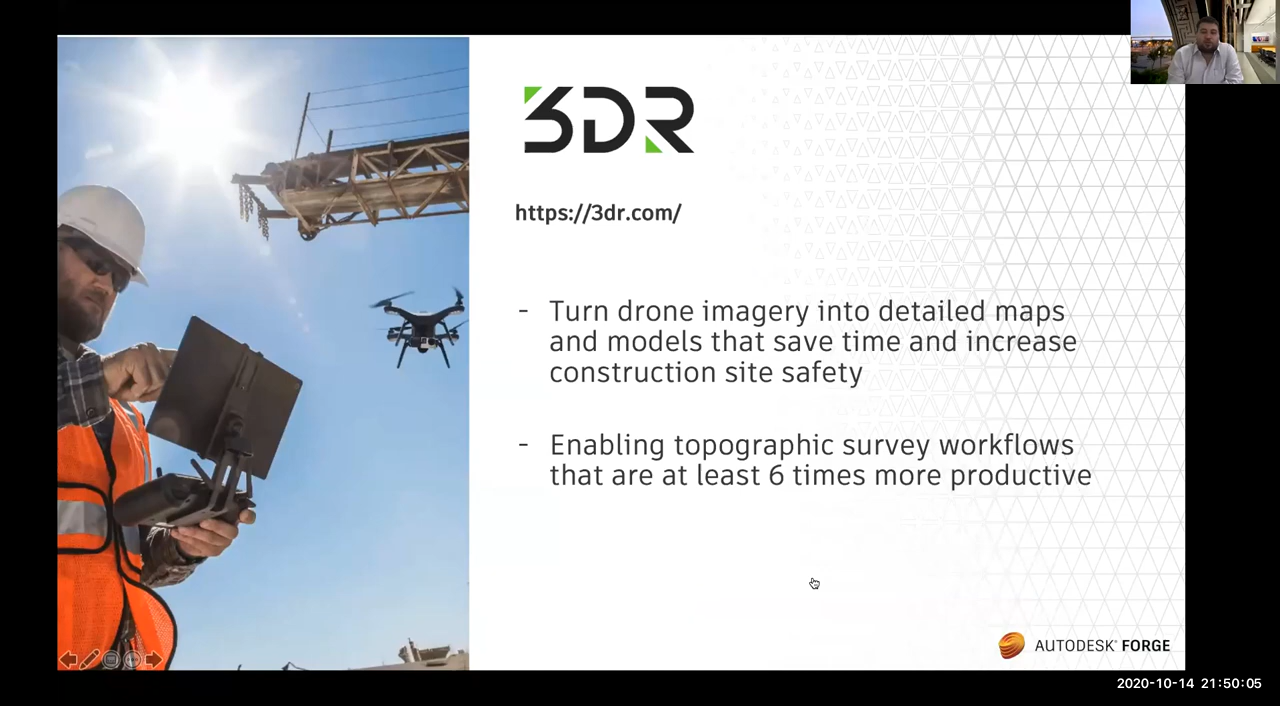 3DR
https://3dr.com/
- Turn drone imagery into detailed maps
and models that save time and increase
construction site safety
- Enabling topographic survey workflows
that are at least 6 times more productive
AUTODESK® FORGE
2020-10-14 21:50:05